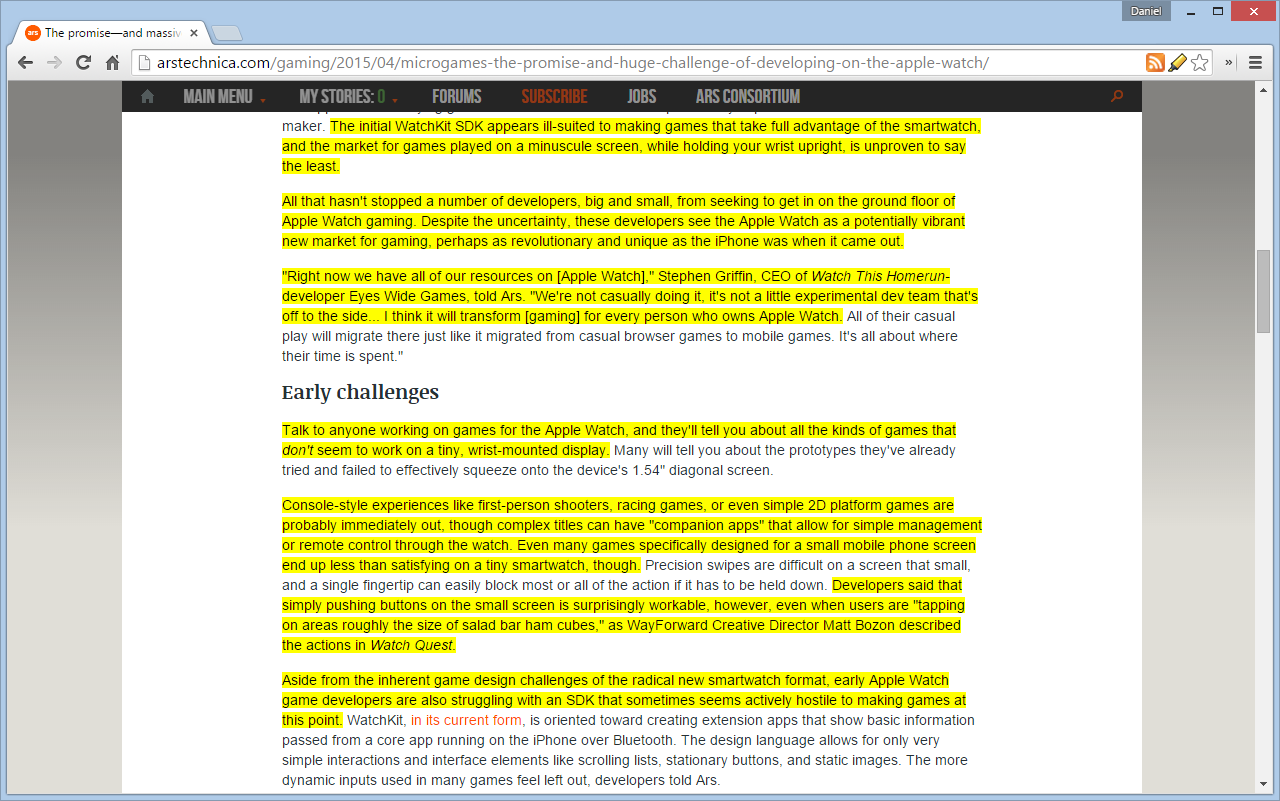 Daniel
The promise—and massiv
arstechnica.com/gaming/2015/04/microgames-the-promise-and-huge-challenge-of-developing-on-the-apple-watch/
MAIN MENU MY STORIES: 0 FORUMS SUBSCRIBE JOBS ARS CONSORTIUM
maker. The initial WatchKit SDK appears ill-suited to making games that take full advantage of the smartwatch,
and the market for games played on a minuscule screen, while holding your wrist upright, is unproven to say
the least.
All that hasn't stopped a number of developers, big and small, from seeking to get in on the ground floor of
Apple Watch gaming. Despite the uncertainty, these developers see the Apple Watch as a potentially vibrant
new market for gaming, perhaps as revolutionary and unique as the iPhone was when it came out.
"Right now we have all of our resources on [Apple Watch]," Stephen Griffin, CEO of Watch This Homerun-
developer Eyes Wide Games, told Ars. "We're not casually doing it, it's not a little experimental dev team that's
off to the side... I think it will transform [gaming] for every person who owns Apple Watch. All of their casual
play will migrate there just like it migrated from casual browser games to mobile games. It's all about where
their time is spent."
Early challenges
Talk to anyone working on games for the Apple Watch, and they'll tell you about all the kinds of games that
don't seem to work on a tiny, wrist-mounted display. Many will tell you about the prototypes they've already
tried and failed to effectively squeeze onto the device's 1.54" diagonal screen.
Console-style experiences like first-person shooters, racing games, or even simple 2D platform games are
probably immediately out, though complex titles can have "companion apps" that allow for simple management
or remote control through the watch. Even many games specifically designed for a small mobile phone screen
end up less than satisfying on a tiny smartwatch, though. Precision swipes are difficult on a screen that small,
and a single fingertip can easily block most or all of the action if it has to be held down. Developers said that
simply pushing buttons on the small screen is surprisingly workable, however, even when users are "tapping
on areas roughly the size of salad bar ham cubes," as WayForward Creative Director Matt Bozon described
the actions in Watch Quest.
Aside from the inherent game design challenges of the radical new smartwatch format, early Apple Watch
game developers are also struggling with an SDK that sometimes seems actively hostile to making games at
this point. WatchKit, in its current form, is oriented toward creating extension apps that show basic information
passed from a core app running on the iPhone over Bluetooth. The design language allows for only very
simple interactions and interface elements like scrolling lists, stationary buttons, and static images. The more
dynamic inputs used in many games feel left out, developers told Ars.